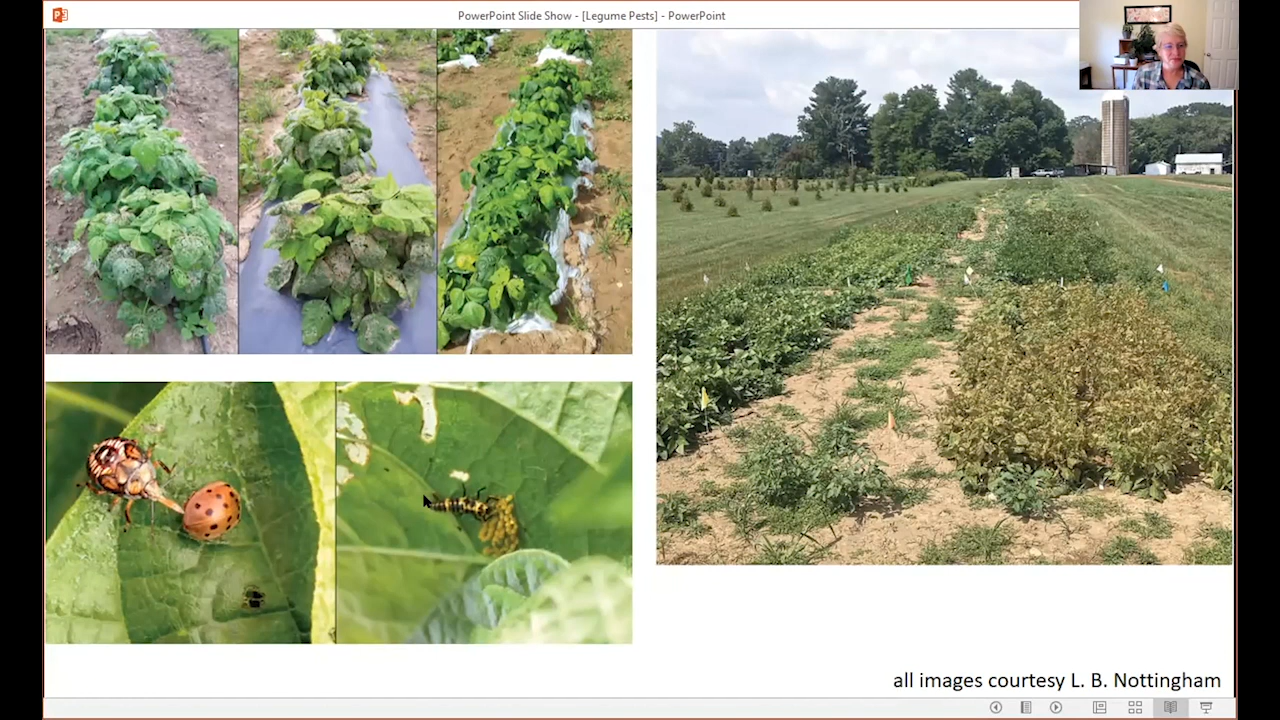 PowerPoint Slide Show - [Legume Pests] - PowerPoint
all images courtesy L. B. Nottingham